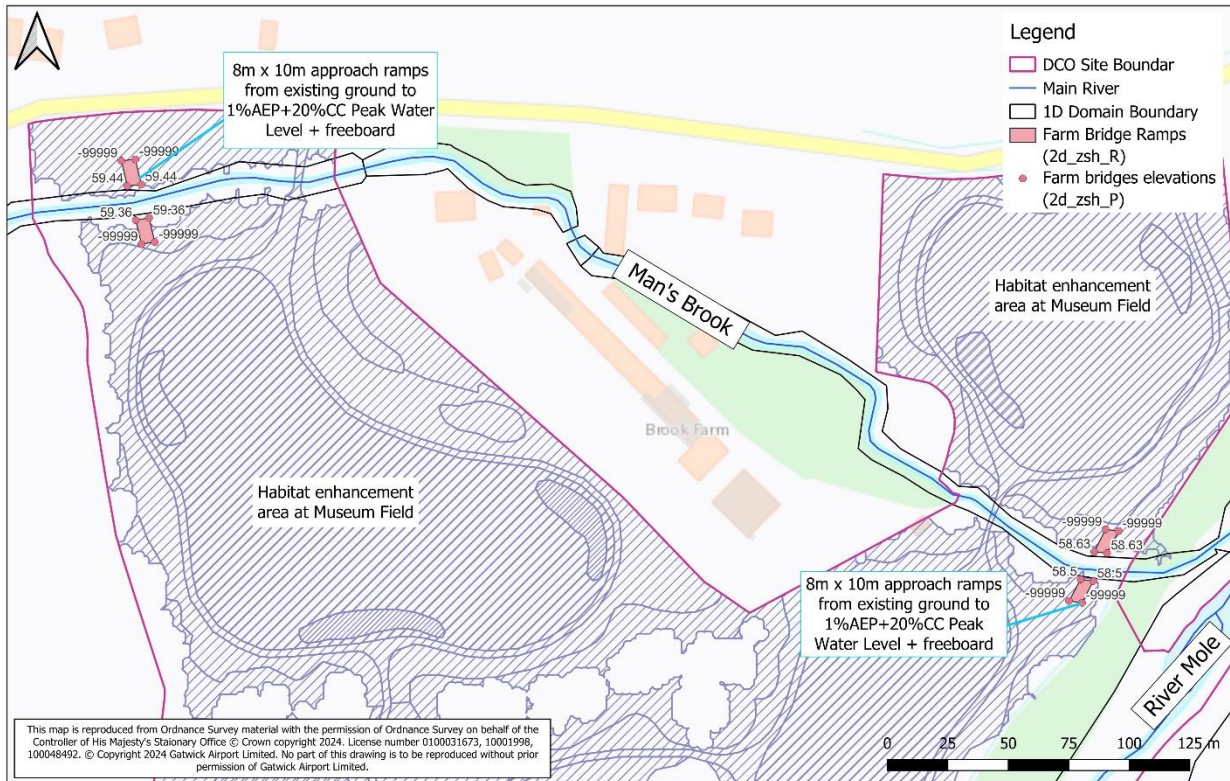 8m x 10m approach ramps
from existing ground to
1%AEP+20%CC Peak Water
Level + freeboard
Legend
DCO Site Boundar
Main River
1D Domain Boundary
Farm Bridge Ramps
(2d_zsh_R)
Farm bridges elevations
(2d_zsh_P)
-99999
-99999
59.44
59.44
59.36
59.36
-99999
-99999
Man's Brook
Habitat enhancement
area at Museum Field
Brook Farm
Habitat enhancement
area at Museum Field
-99999
-99999
58.63
58.63
58.5
58.5
-99999
-99999
8m x 10m approach ramps
from existing ground to
1%AEP+20%CC Peak
Water Level + freeboard
River Mole
This map is reproduced from Ordnance Survey material with the permission of Ordnance Survey on behalf of the
Controller of His Majesty's Staionary Office © Crown copyright 2024. License number 0100031673, 10001998,
100048492. © Copyright 2024 Gatwick Airport Limited. No part of this drawing is to be reproduced without prior
permission of Gatwick Airport Limited.
0 25 50 75 100 125 m